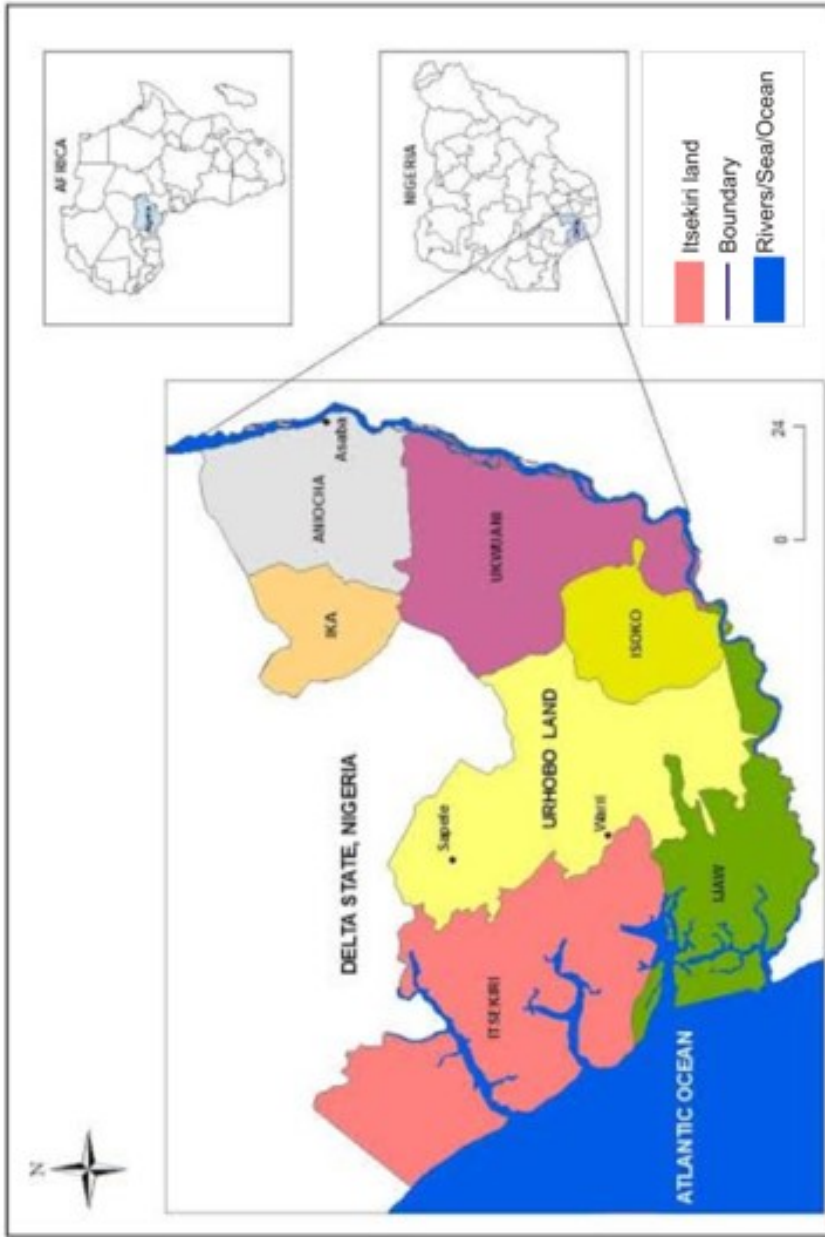 N
DELTA STATE, NIGERIA
ITSEKIRI
Sapele
URHOBO LAND
Warri
IJAW
ATLANTIC OCEAN
IKA
ANIOCHA
Asaba
UKWUANI
ISOKO
0 24
AFRICA
Nigeria
NIGERIA
Itsekiri land
Boundary
Rivers/Sea/Ocean